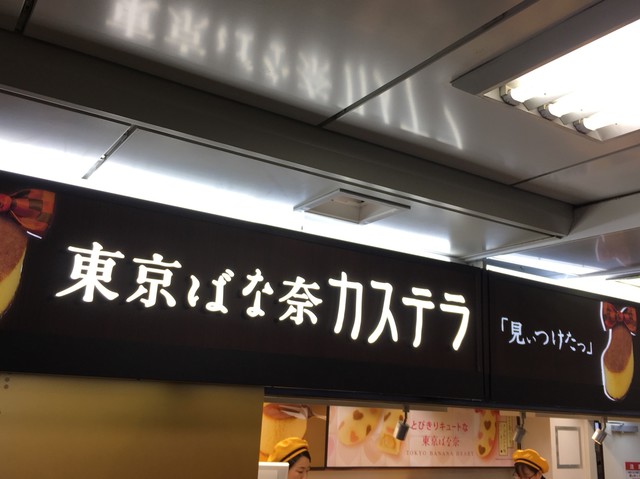 東京ばな奈カステラ
「見ぃつけたっ」
とびきりキュートな
東京ばな奈
TOKYO BANANA HEART